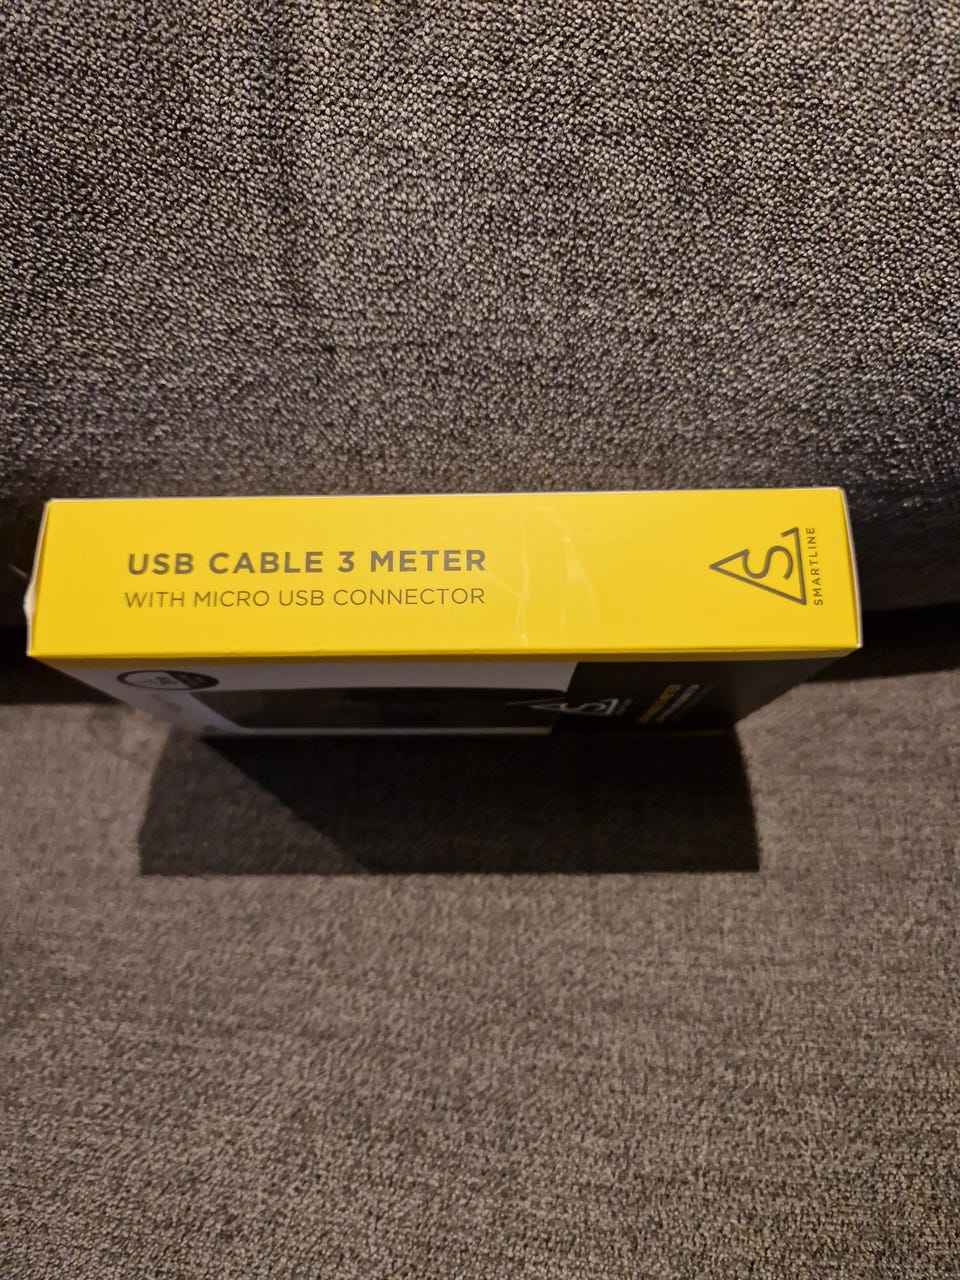 USB CABLE 3 METER
WITH MICRO USB CONNECTOR
SMARTLINE